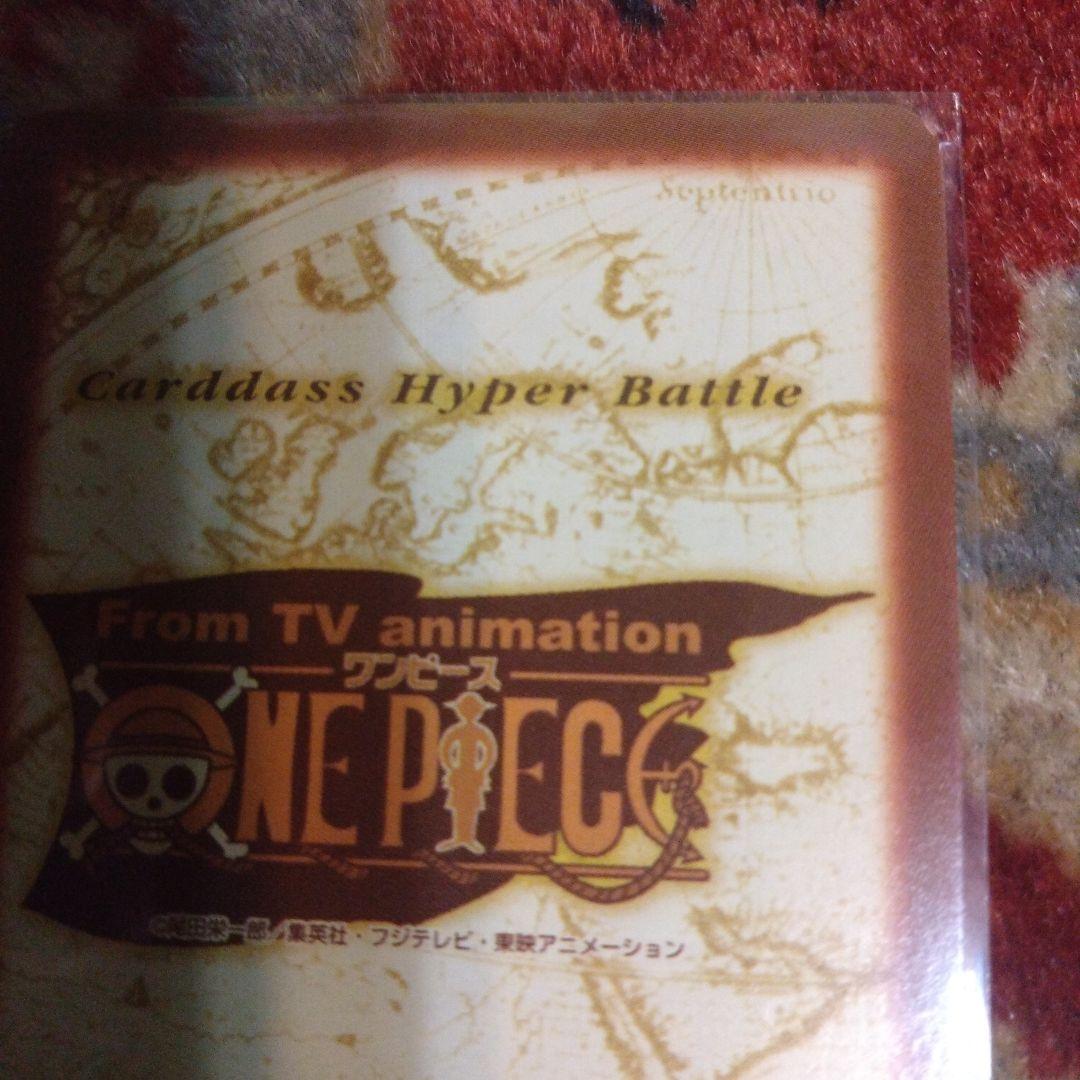 Septentrio
Carddass Hyper Battle
From TV animation
ワンピース
ONE PIECE
©尾田栄一郎／集英社・フジテレビ・東映アニメーション